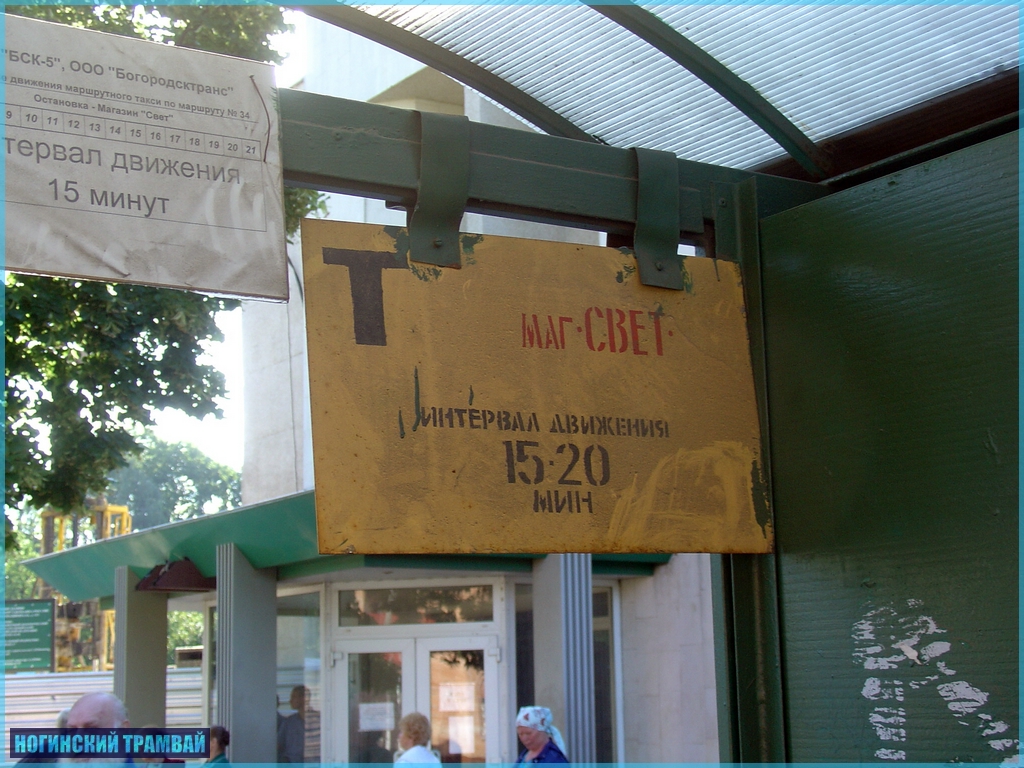 "БСК-5", ООО "Богородсктранс"
е движения маршрутного такси по маршруту № 34
Остановка - Магазин "Свет"
9 10 11 12 13 14 15 16 17 18 19 20 21
тервал движения
15 минут
Т
МАГ·СВЕТ·
ИНТЕРВАЛ ДВИЖЕНИЯ
15·20
МИН
НОГИНСКИЙ ТРАМВАЙ